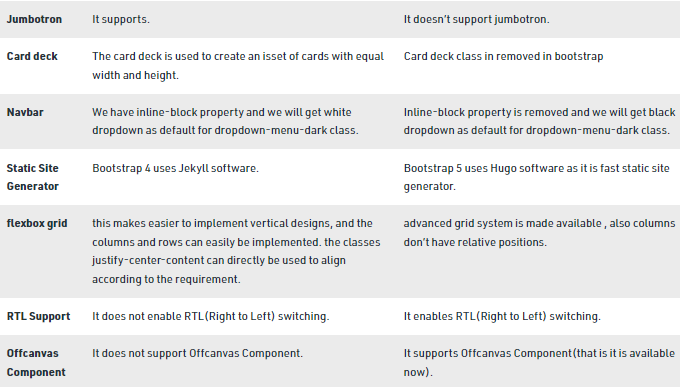 Jumbotron It supports. It doesn't support jumbotron.
Card deck The card deck is used to create an isset of cards with equal Card deck class in removed in bootstrap
width and height.
Navbar We have inline-block property and we will get white Inline-block property is removed and we will get black
dropdown as default for dropdown-menu-dark class. dropdown as default for dropdown-menu-dark class.
Static Site Bootstrap 4 uses Jekyll software. Bootstrap 5 uses Hugo software as it is fast static site
Generator generator.
flexbox grid this makes easier to implement vertical designs, and the advanced grid system is made available , also columns
columns and rows can easily be implemented. the classes don't have relative positions.
justify-center-content can directly be used to align
according to the requirement.
RTL Support It does not enable RTL(Right to Left) switching. It enables RTL(Right to Left) switching.
Offcanvas It does not support Offcanvas Component. It supports Offcanvas Component(that is it is available
Component now).